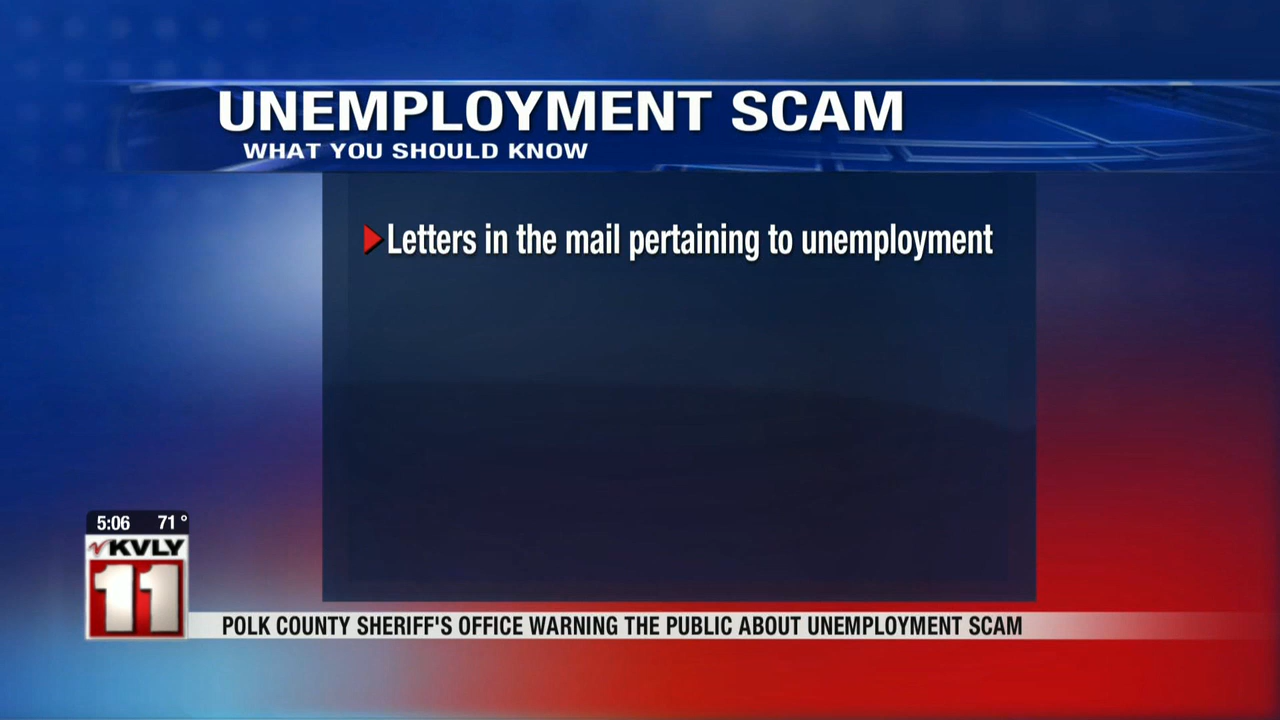 UNEMPLOYMENT SCAM
WHAT YOU SHOULD KNOW
Letters in the mail pertaining to unemployment
5:06 71°
KVLY
11
POLK COUNTY SHERIFF'S OFFICE WARNING THE PUBLIC ABOUT UNEMPLOYMENT SCAM